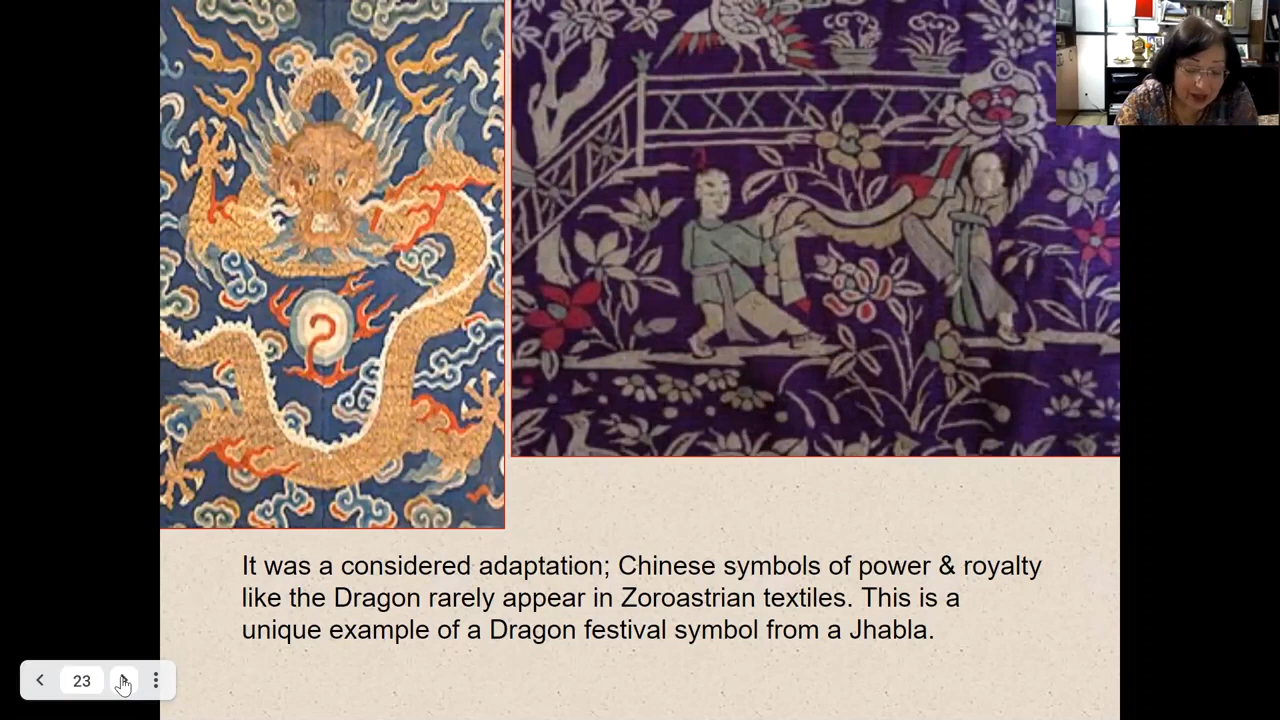 It was a considered adaptation; Chinese symbols of power & royalty
like the Dragon rarely appear in Zoroastrian textiles. This is a
unique example of a Dragon festival symbol from a Jhabla.
23